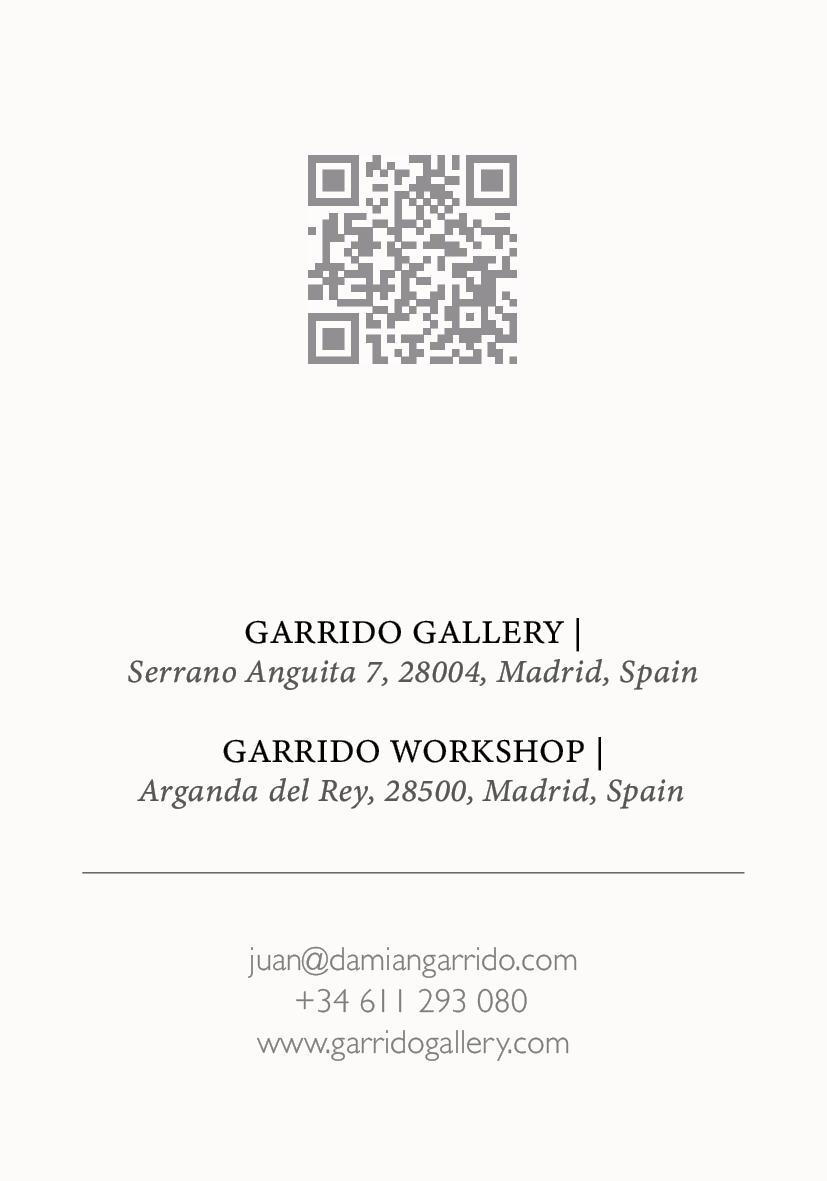 GARRIDO GALLERY |
Serrano Anguita 7, 28004, Madrid, Spain
GARRIDO WORKSHOP |
Arganda del Rey, 28500, Madrid, Spain
juan@damiangarrido.com
+34 611 293 080
www.garridogallery.com